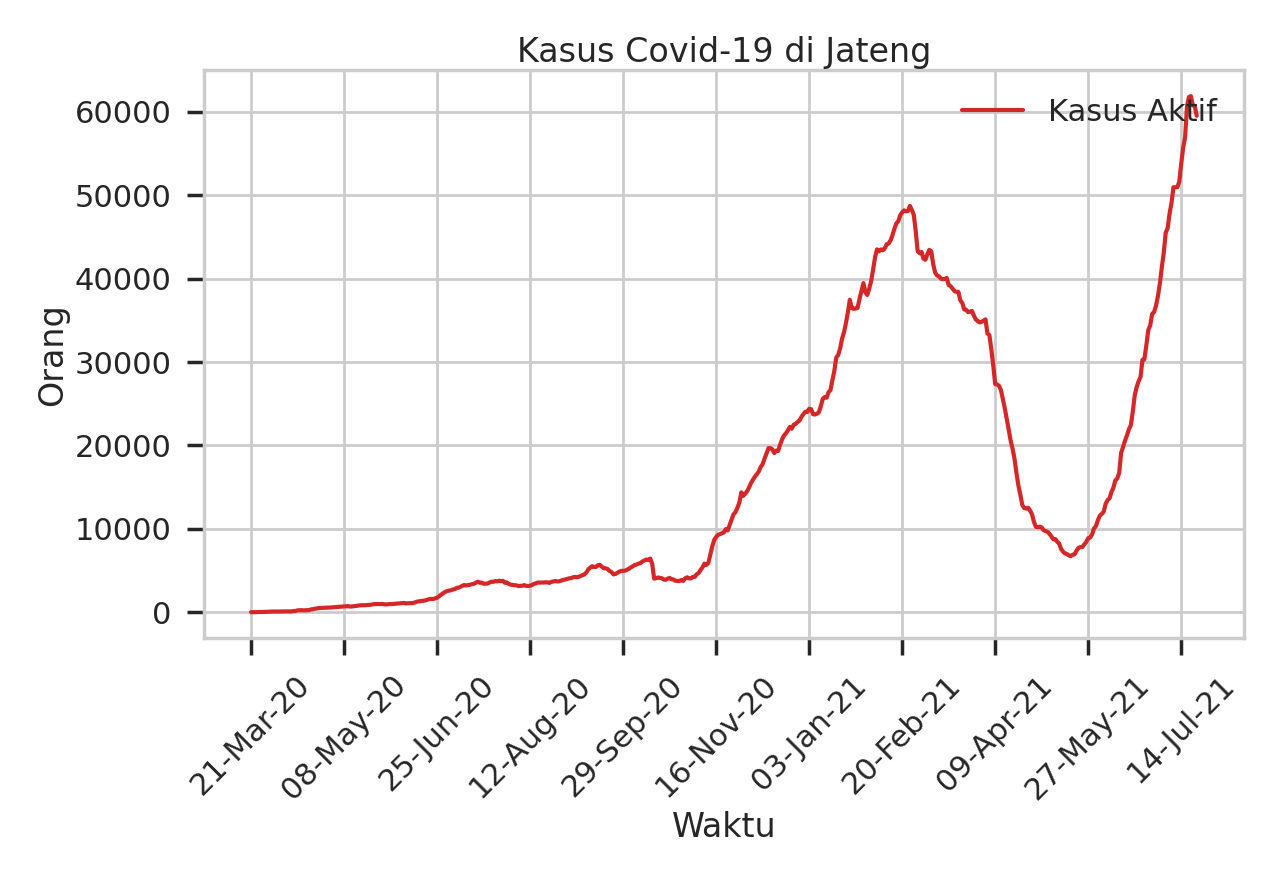 Kasus Covid-19 di Jateng
Kasus Aktif
60000
50000
40000
30000
20000
10000
0
Orang
21-Mar-20
08-May-20
25-Jun-20
12-Aug-20
29-Sep-20
16-Nov-20
03-Jan-21
20-Feb-21
09-Apr-21
27-May-21
14-Jul-21
Waktu